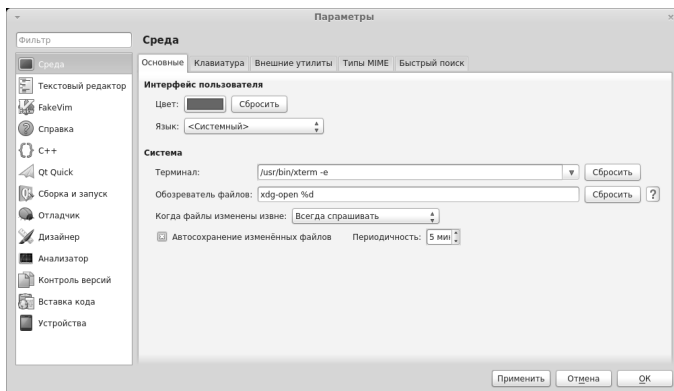 Параметры
Фильтр
Среда
Текстовый редактор
FakeVim
Справка
C++
Qt Quick
Сборка и запуск
Отладчик
Дизайнер
Анализатор
Контроль версий
Вставка кода
Устройства
Среда
Основные Клавиатура Внешние утилиты Типы MIME Быстрый поиск
Интерфейс пользователя
Цвет: Сбросить
Язык: <Системный>
Система
Терминал: /usr/bin/xterm -e Сбросить
Обозреватель файлов: xdg-open %d Сбросить ?
Когда файлы изменены извне: Всегда спрашивать
Автосохранение изменённых файлов Периодичность: 5 мин
Применить Отмена OK